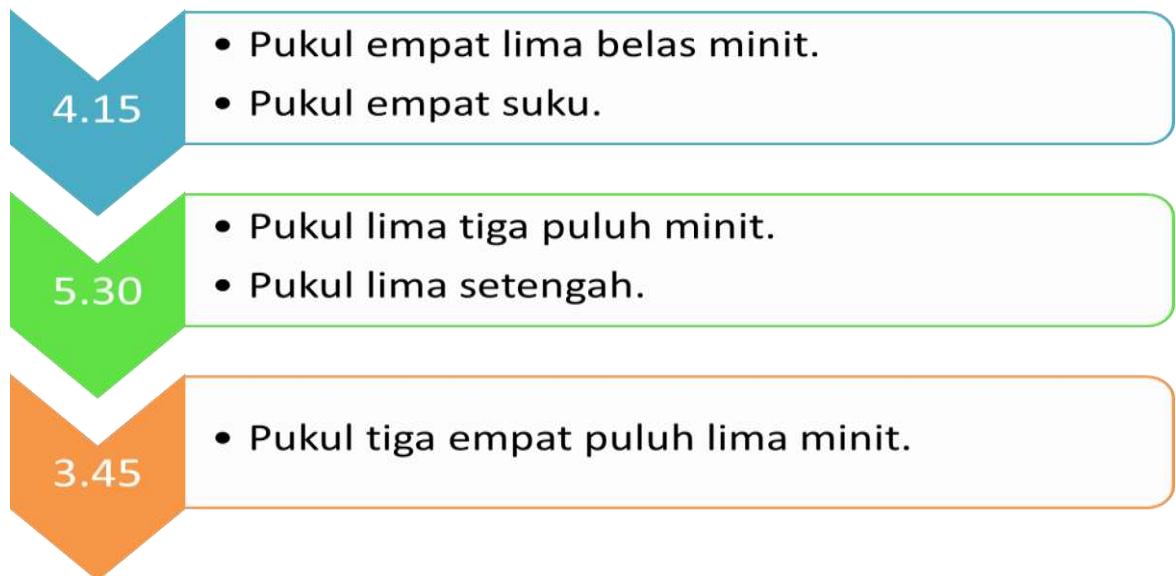 4.15
• Pukul empat lima belas minit.
• Pukul empat suku.
5.30
• Pukul lima tiga puluh minit.
• Pukul lima setengah.
3.45
• Pukul tiga empat puluh lima minit.